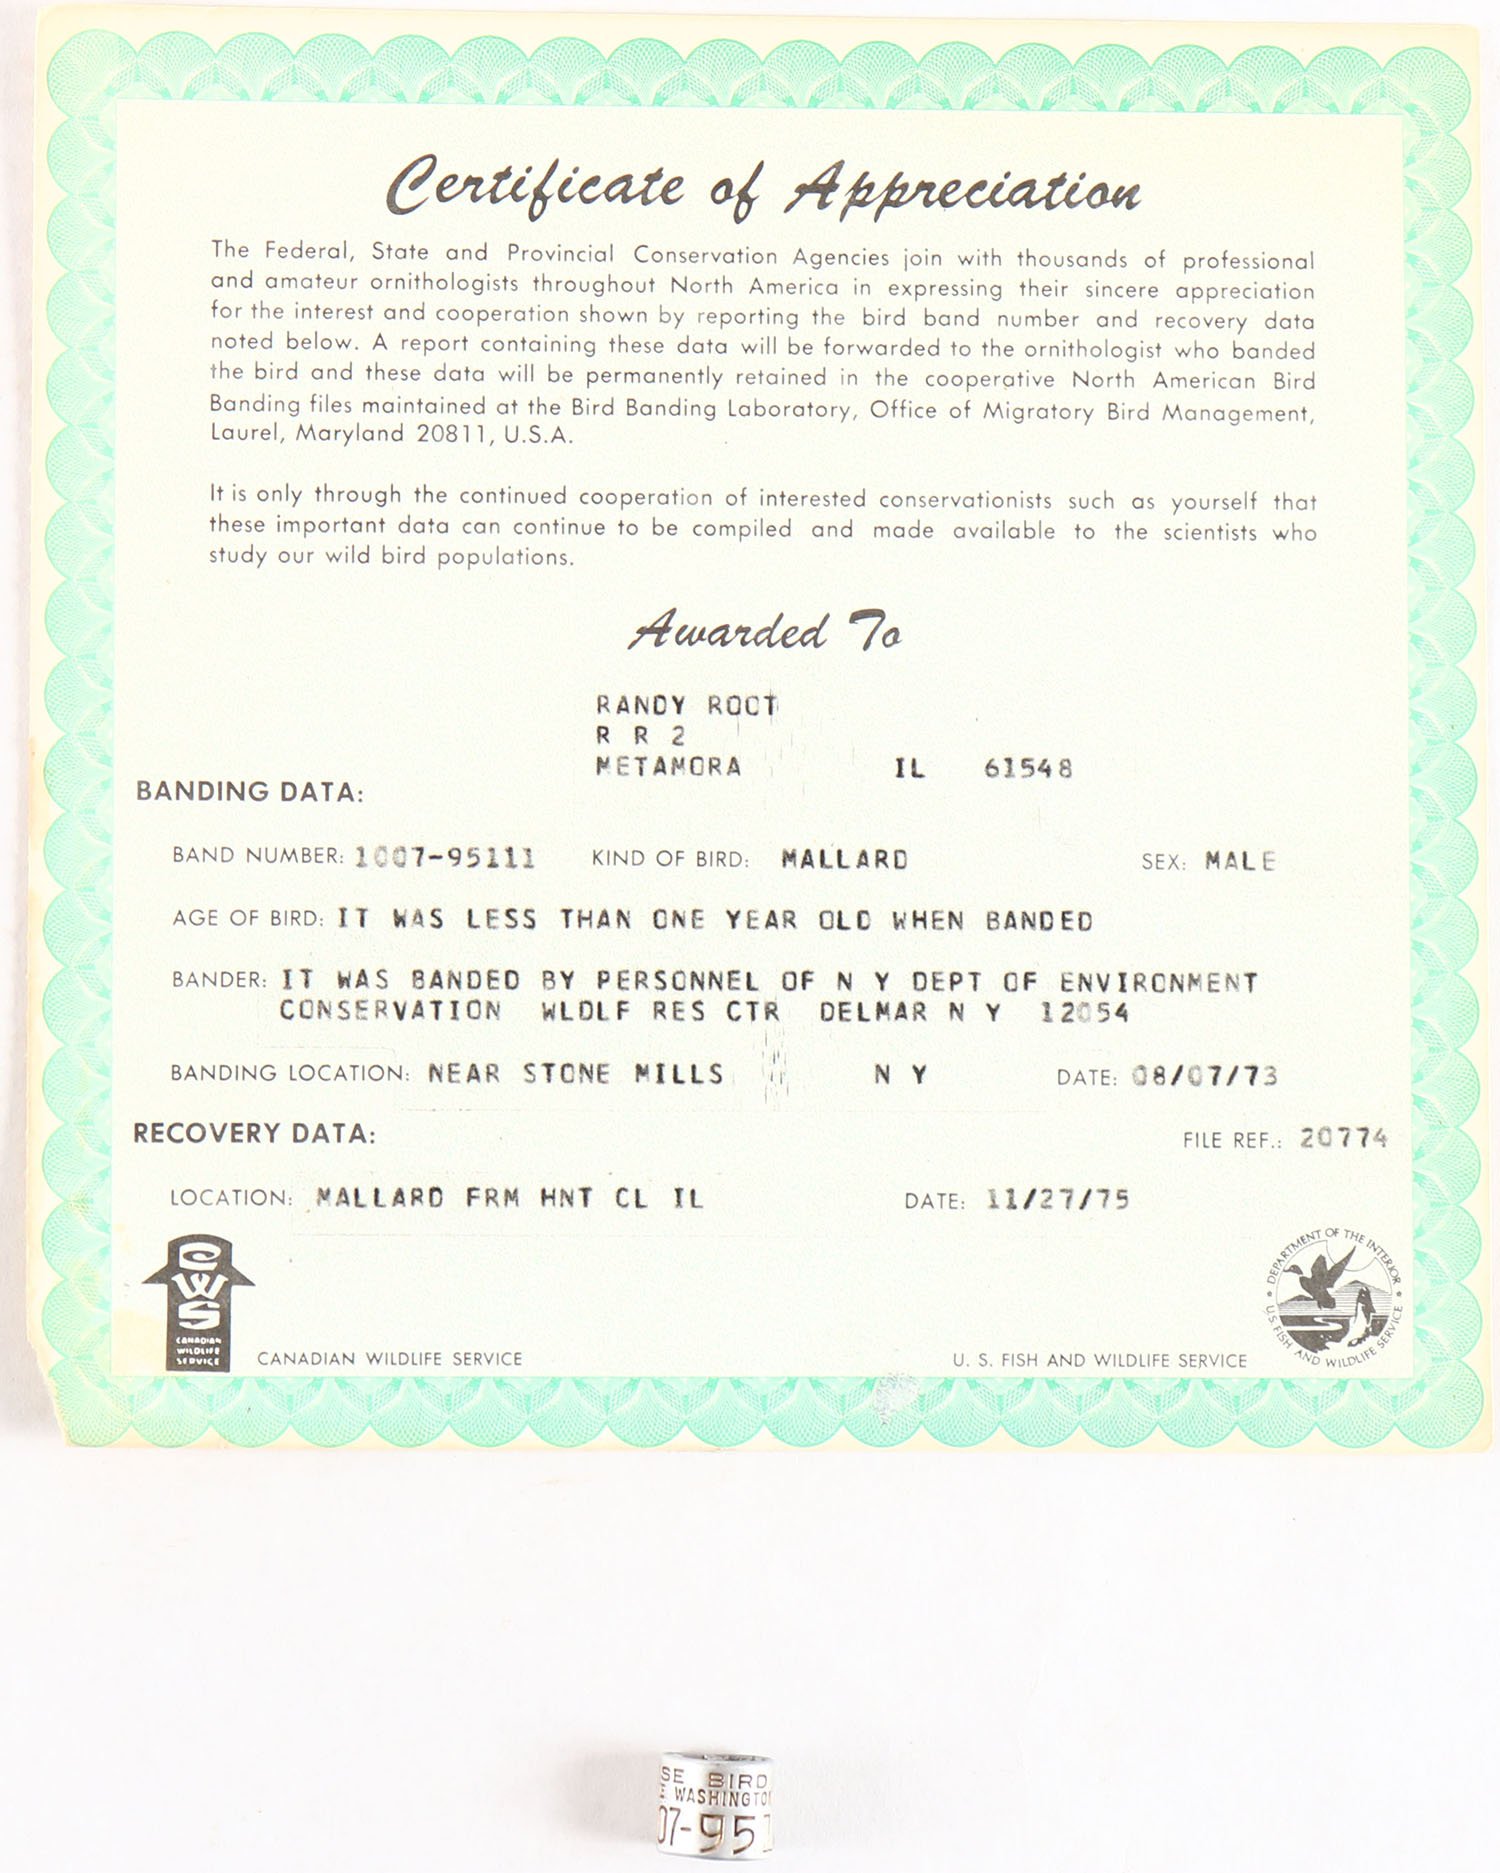 Certificate of Appreciation
The Federal, State and Provincial Conservation Agencies join with thousands of professional
and amateur ornithologists throughout North America in expressing their sincere appreciation
for the interest and cooperation shown by reporting the bird band number and recovery data
noted below. A report containing these data will be forwarded to the ornithologist who banded
the bird and these data will be permanently retained in the cooperative North American Bird
Banding files maintained at the Bird Banding Laboratory, Office of Migratory Bird Management,
Laurel, Maryland 20811, U.S.A.
It is only through the continued cooperation of interested conservationists such as yourself that
these important data can continue to be compiled and made available to the scientists who
study our wild bird populations.
Awarded To
RANDY ROOT
R R 2
METAMORA IL 61548
BANDING DATA:
BAND NUMBER: 1007-95111 KIND OF BIRD: MALLARD SEX: MALE
AGE OF BIRD: IT WAS LESS THAN ONE YEAR OLD WHEN BANDED
BANDER: IT WAS BANDED BY PERSONNEL OF N Y DEPT OF ENVIRONMENT
CONSERVATION WLDLF RES CTR DELMAR N Y 12054
BANDING LOCATION: NEAR STONE MILLS N Y DATE: 08/07/73
RECOVERY DATA: FILE REF.: 20774
LOCATION: MALLARD FRM HNT CL IL DATE: 11/27/75
CWS
CANADIAN
WILDLIFE
SERVICE
CANADIAN WILDLIFE SERVICE
U. S. FISH AND WILDLIFE SERVICE
DEPARTMENT OF THE INTERIOR
U.S. FISH AND WILDLIFE SERVICE
SE BIRD
E WASHINGTO
07-951